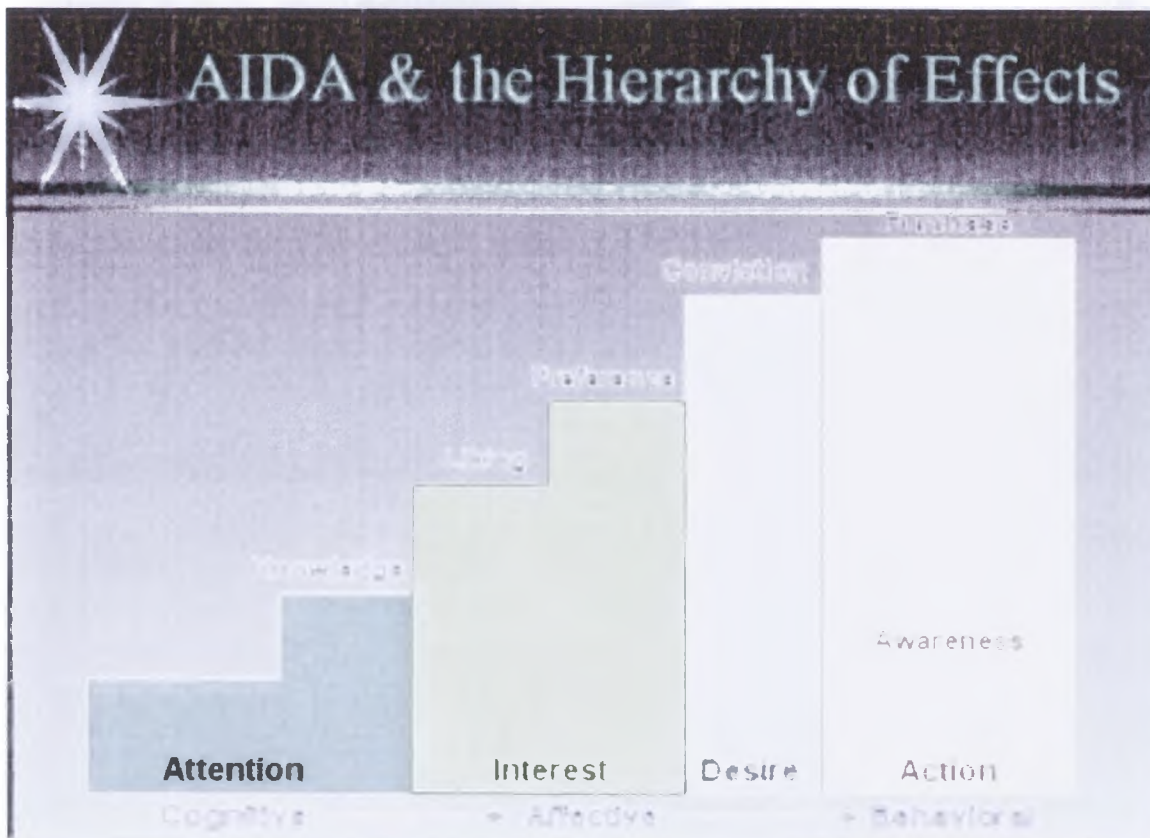 AIDA & the Hierarchy of Effects
Purchase
Conviction
Preference
Liking
Knowledge
Awareness
Attention Interest Desire Action
Cognitive → Affective → Behavioral